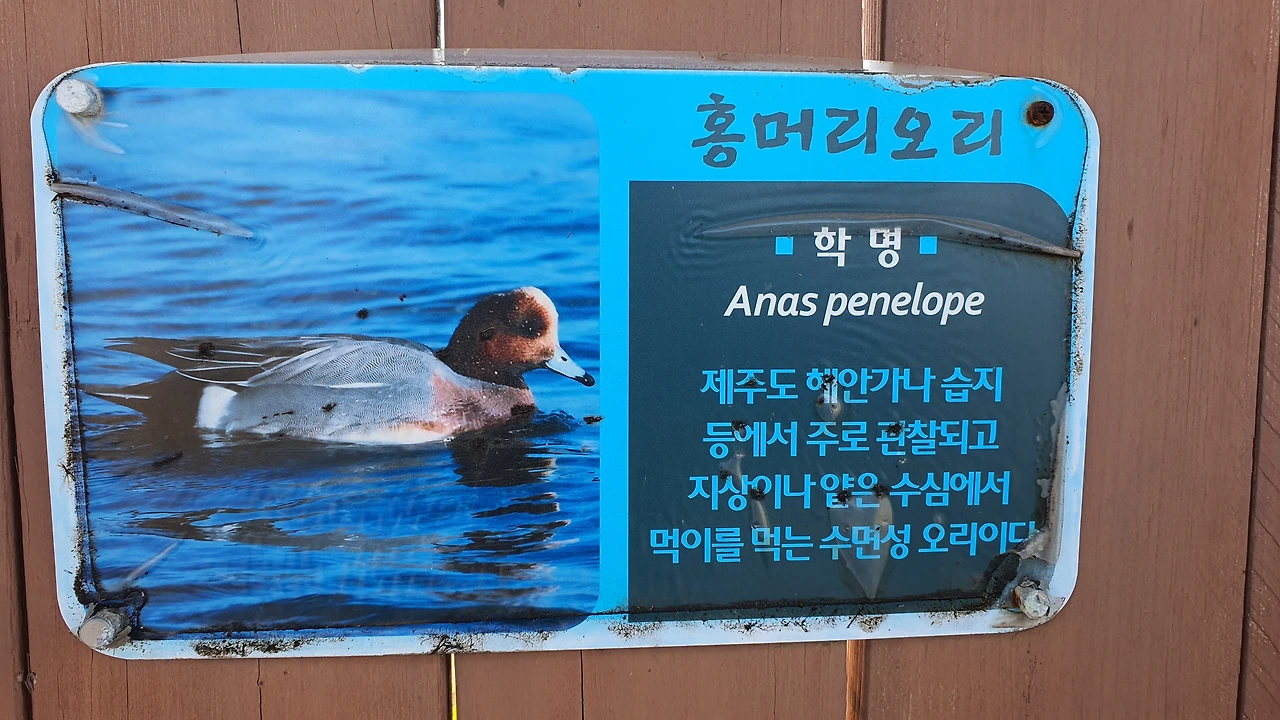 홍머리오리
■ 학 명 ■
Anas penelope
제주도 해안가나 습지
등에서 주로 관찰되고
지상이나 얕은 수심에서
먹이를 먹는 수면성 오리이다